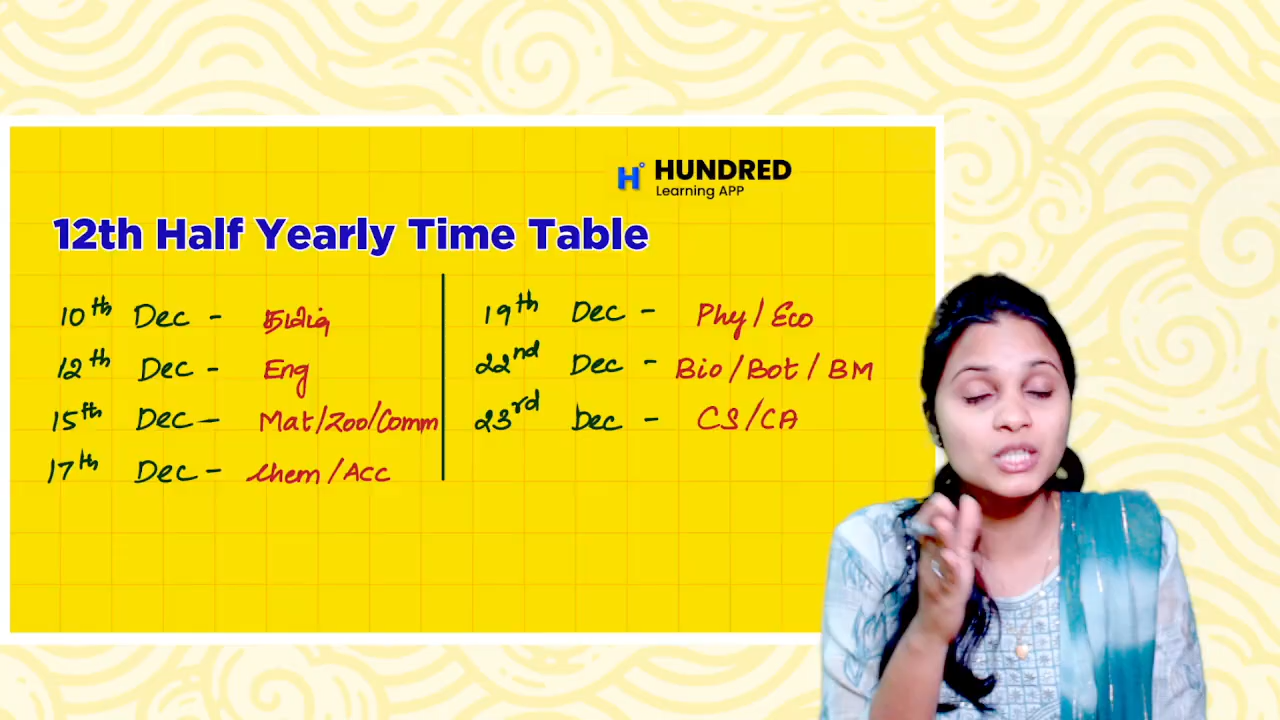 H° HUNDRED
Learning APP
12th Half Yearly Time Table
10th Dec - தமிழ்
12th Dec - Eng
15th Dec - Mat/Zoo/Comm
17th Dec - Chem/Acc
19th Dec - Phy/Eco
22nd Dec - Bio/Bot/BM
23rd Dec - CS/CA